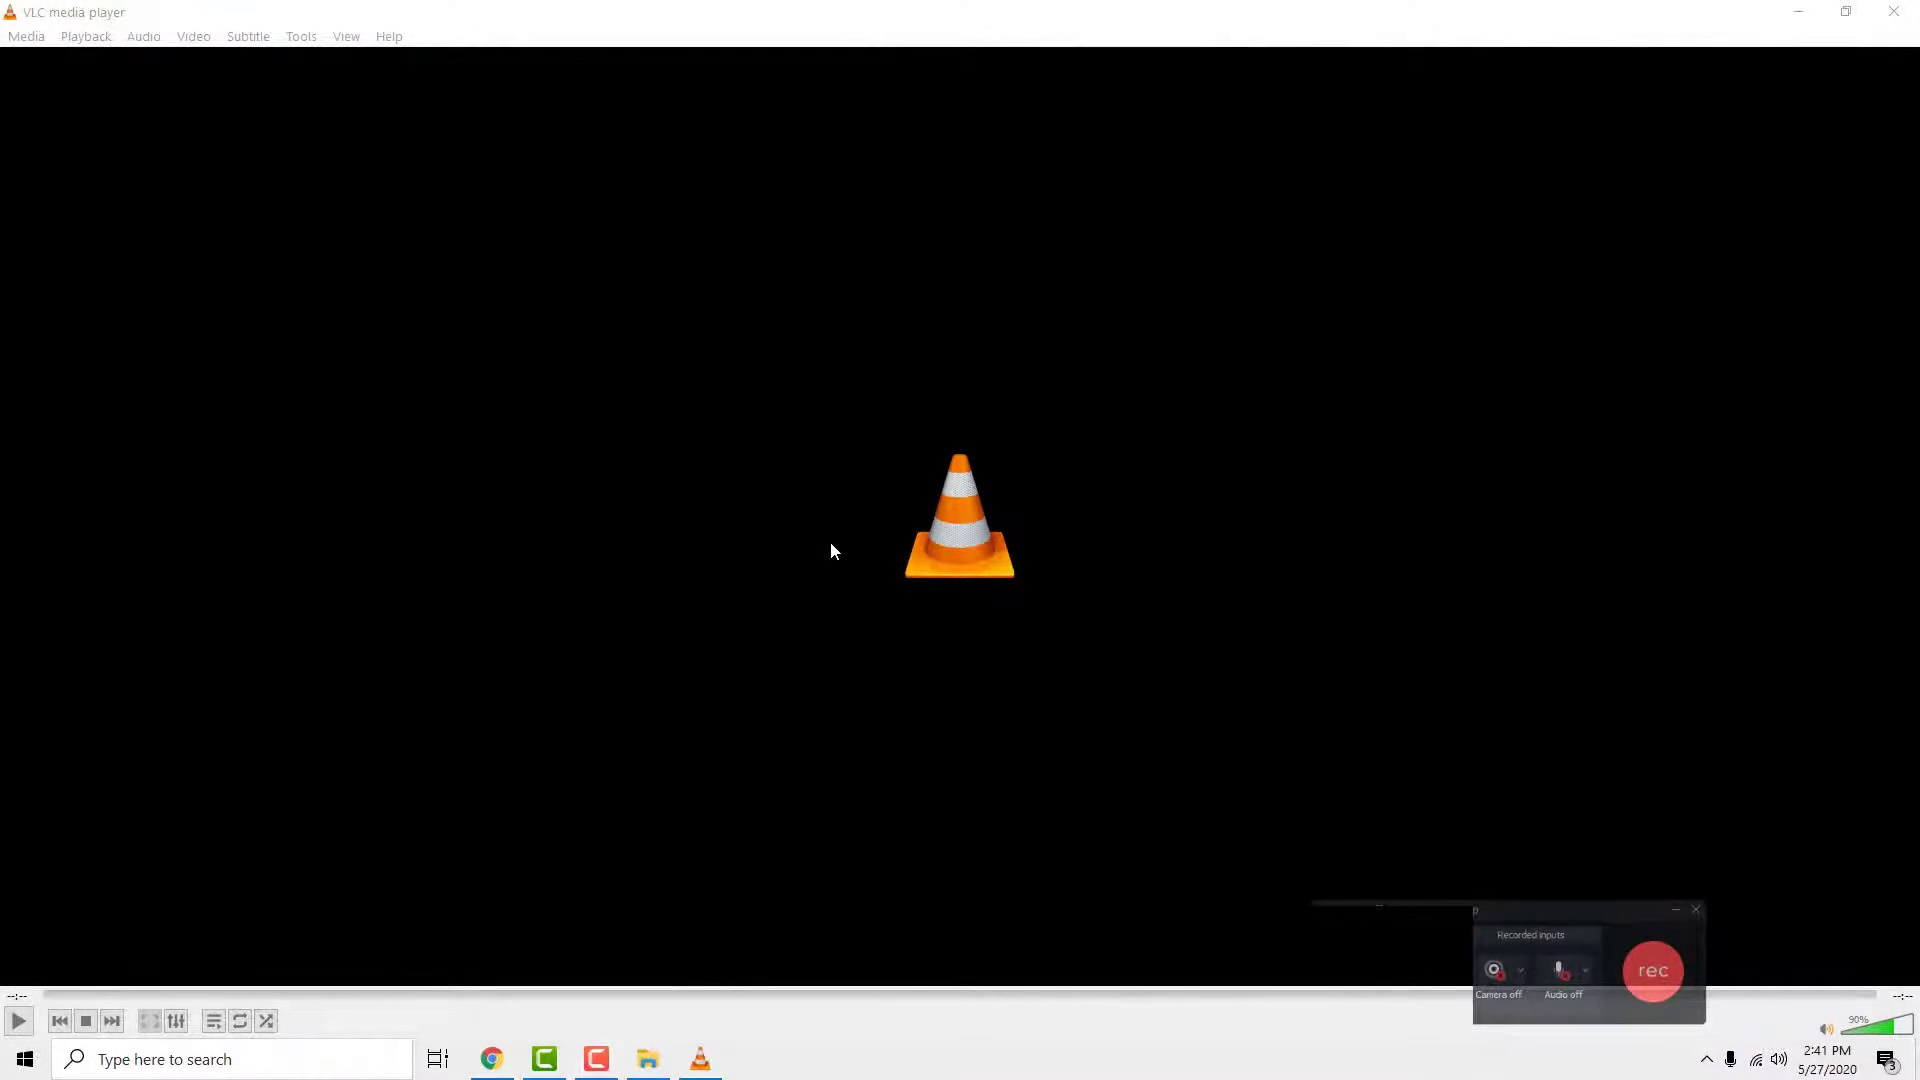 VLC media player
Media Playback Audio Video Subtitle Tools View Help
Recorded inputs
rec
Camera off Audio off
--:-- --:--
90%
Type here to search
2:41 PM
5/27/2020
3